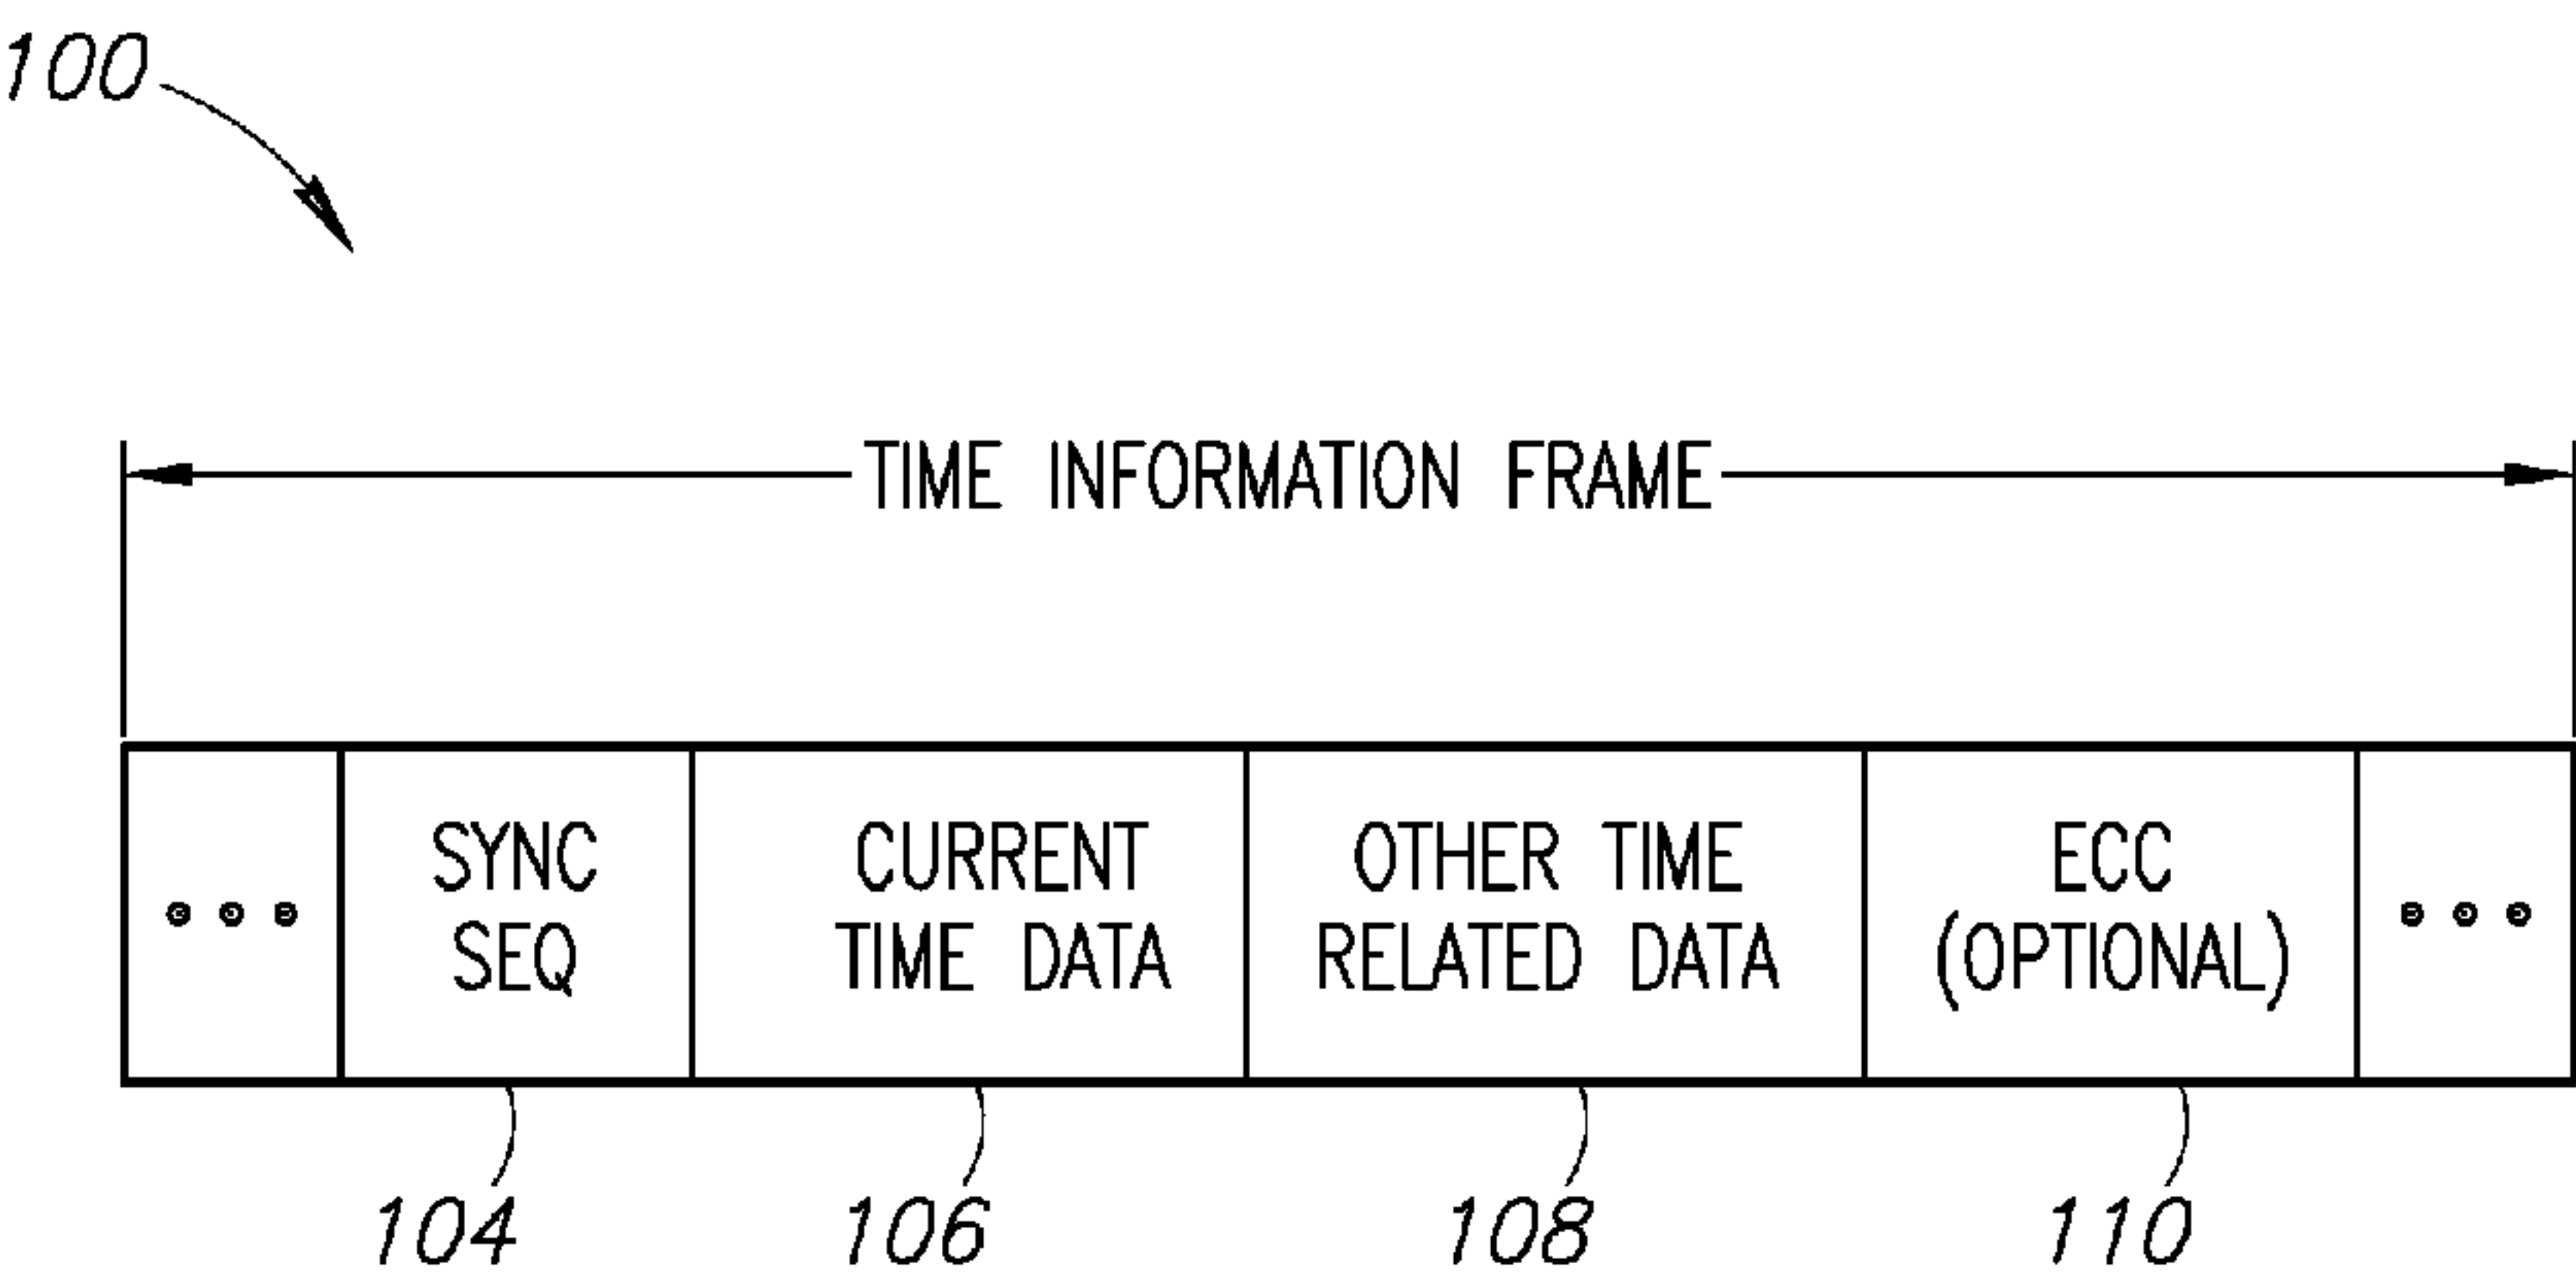 100
TIME INFORMATION FRAME
SYNC
SEQ
CURRENT
TIME DATA
OTHER TIME
RELATED DATA
ECC
(OPTIONAL)
104
106
108
110